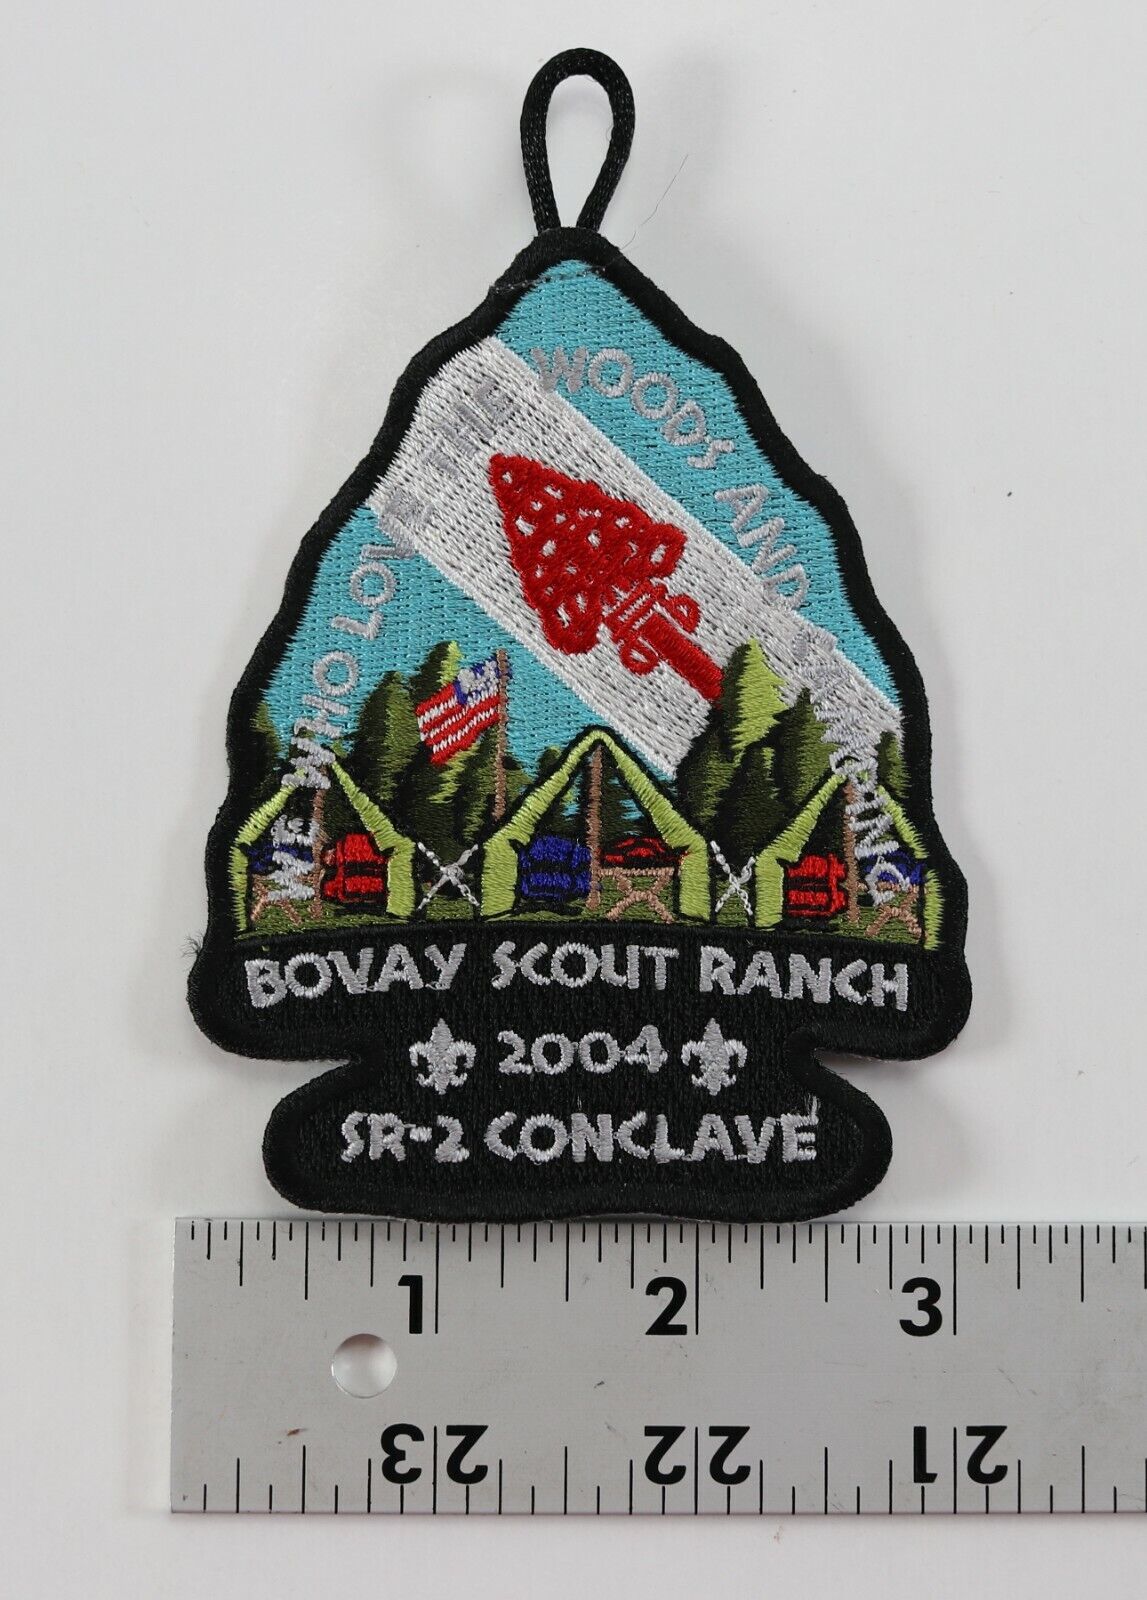 WE WHO LOVE THE WOODS AND CAMPING
BOVAY SCOUT RANCH
2004
SR-2 CONCLAVE
1 2 3
23 22 21